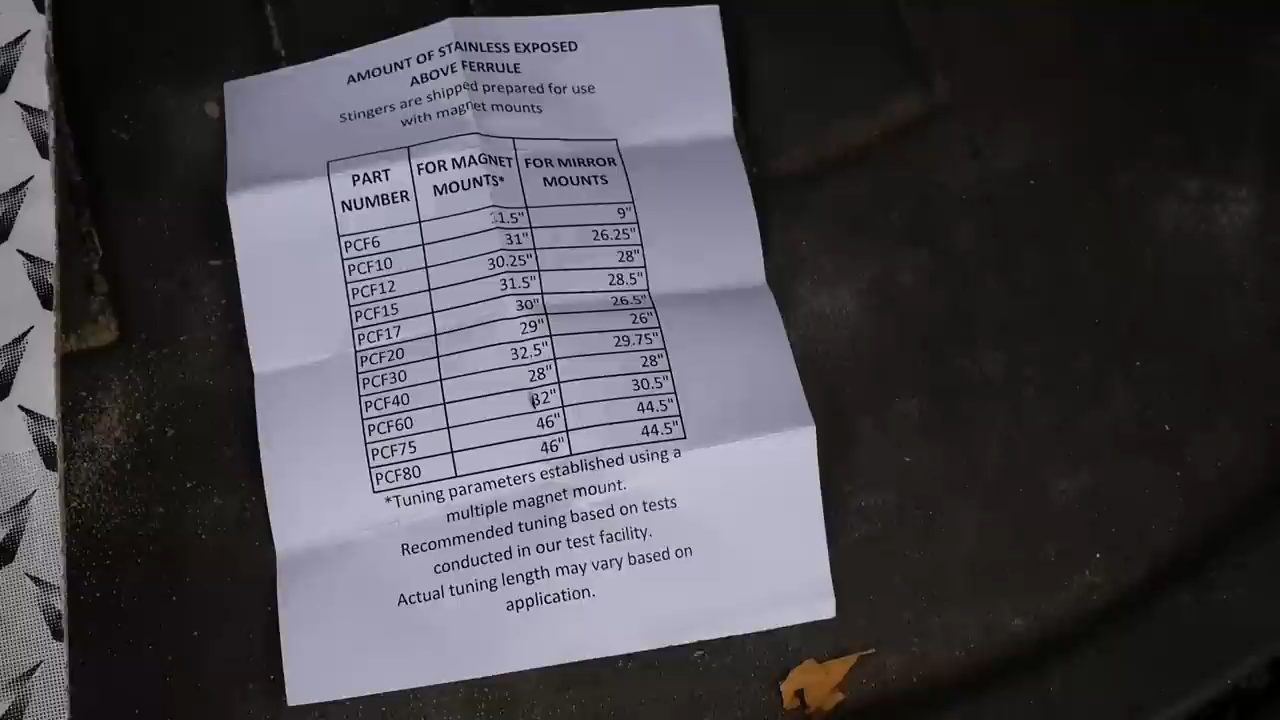 AMOUNT OF STAINLESS EXPOSED
ABOVE FERRULE
Stingers are shipped prepared for use
with magnet mounts
PART NUMBER FOR MAGNET MOUNTS* FOR MIRROR MOUNTS
PCF6 11.5" 9"
PCF10 31" 26.25"
PCF12 30.25" 28"
PCF15 31.5" 28.5"
PCF17 30" 26.5"
PCF20 29" 26"
PCF30 32.5" 29.75"
PCF40 28" 28"
PCF60 32" 30.5"
PCF75 46" 44.5"
PCF80 46" 44.5"
*Tuning parameters established using a
multiple magnet mount.
Recommended tuning based on tests
conducted in our test facility.
Actual tuning length may vary based on
application.